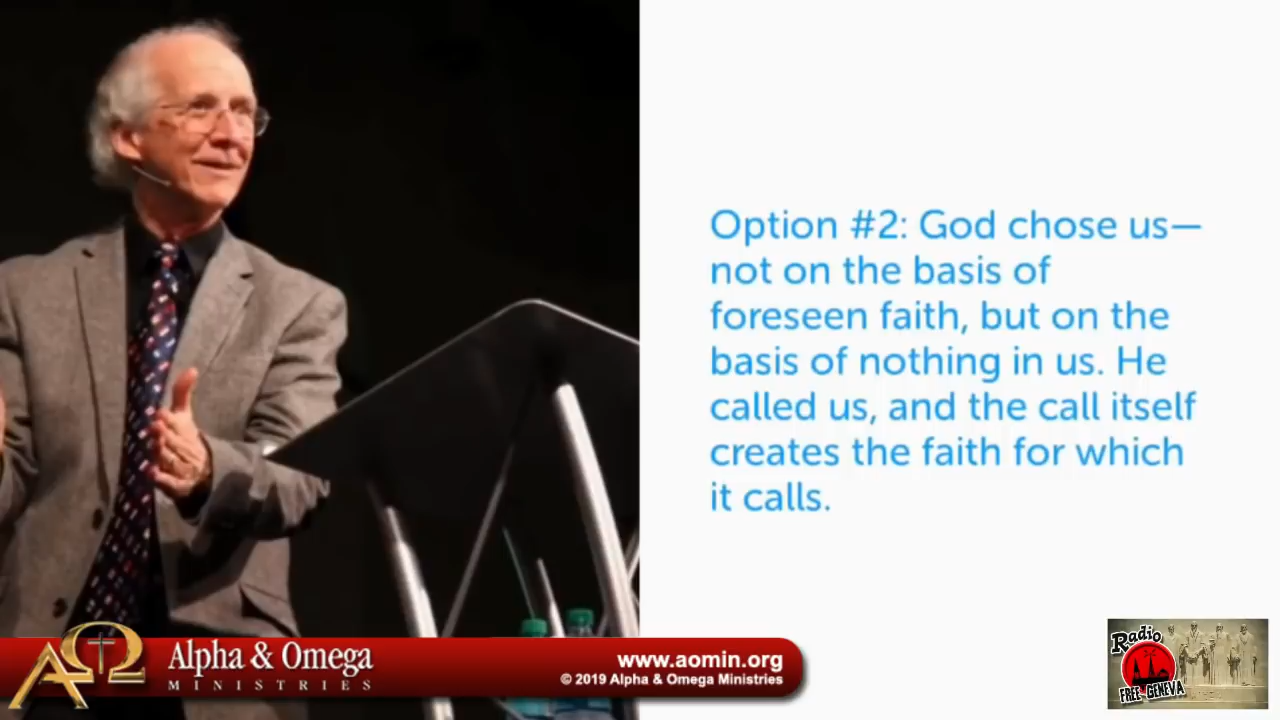 Option #2: God chose us—
not on the basis of
foreseen faith, but on the
basis of nothing in us. He
called us, and the call itself
creates the faith for which
it calls.
ΑΩ
Alpha & Omega
MINISTRIES
www.aomin.org
© 2019 Alpha & Omega Ministries
Radio
FREE GENEVA